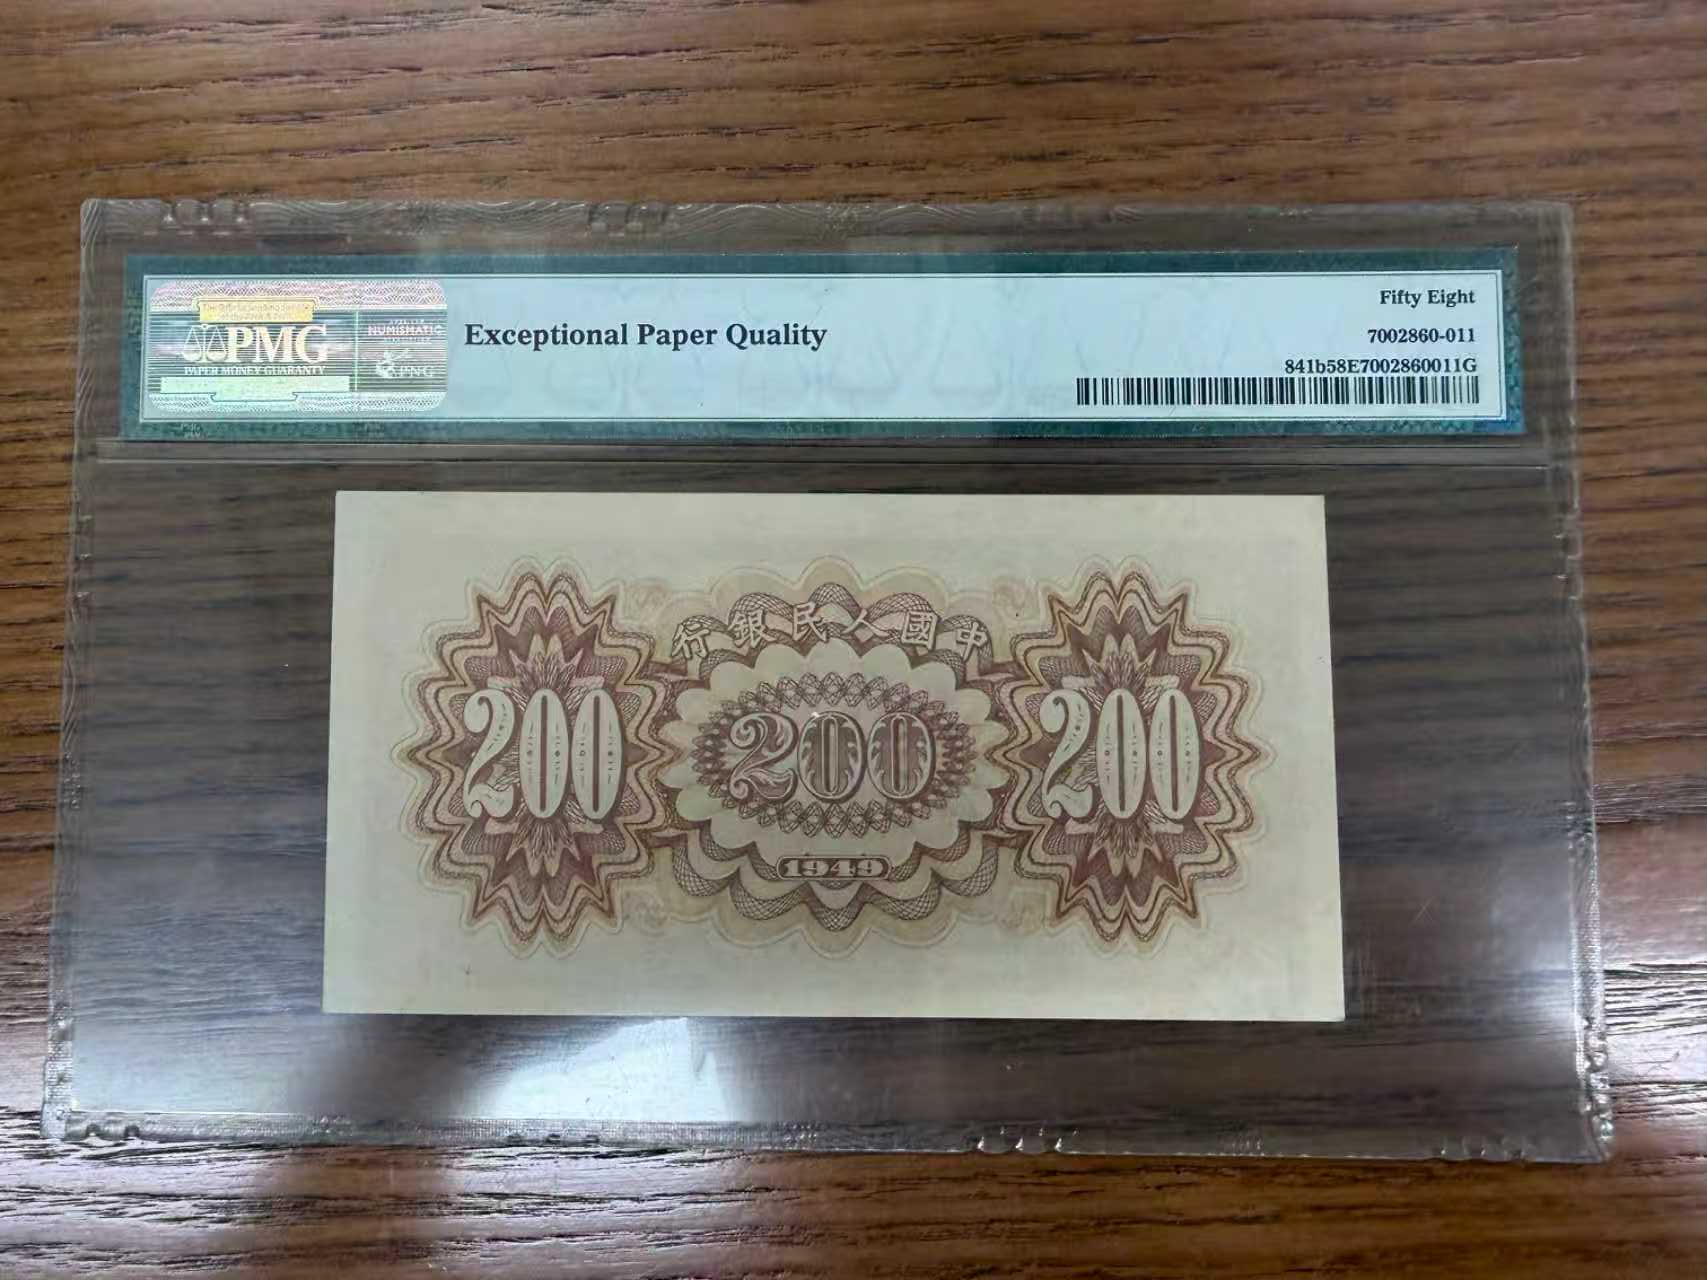 PMG
PAPER MONEY GUARANTY
NUMISMATIC
PNG
Exceptional Paper Quality
Fifty Eight
7002860-011
841b58E7002860011G
行銀民人國中
200 200 200
1949